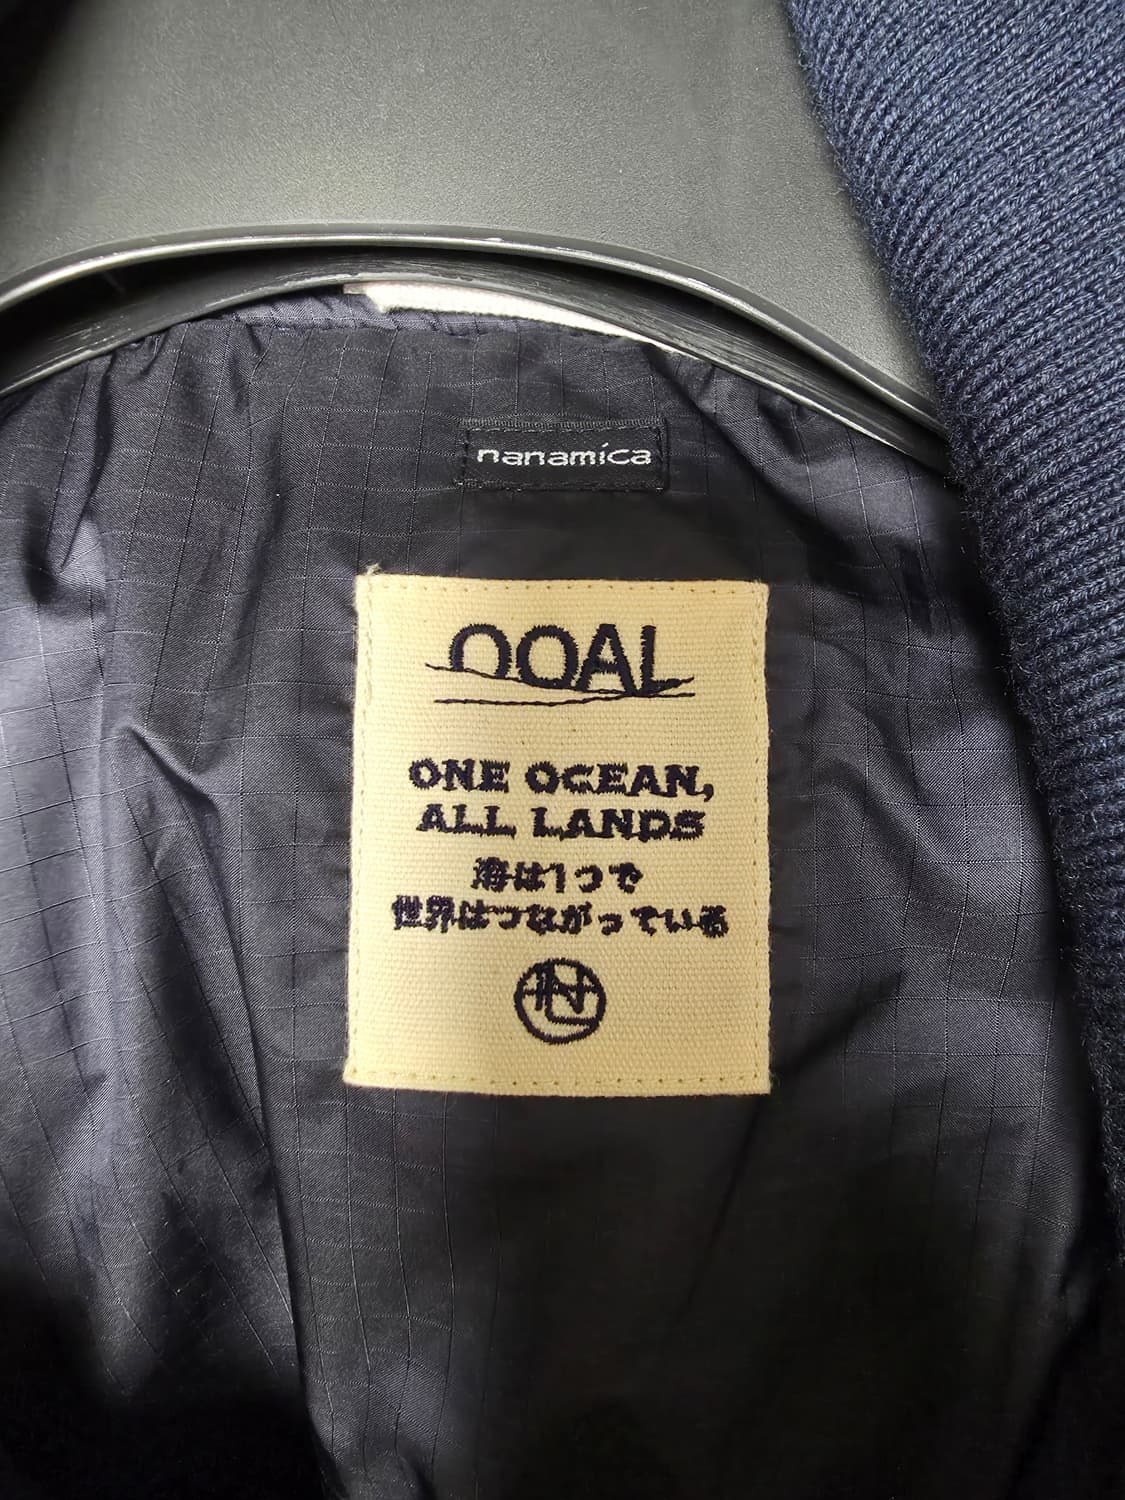 nanamica
OOAL
ONE OCEAN,
ALL LANDS
海は1つで
世界はつながっている